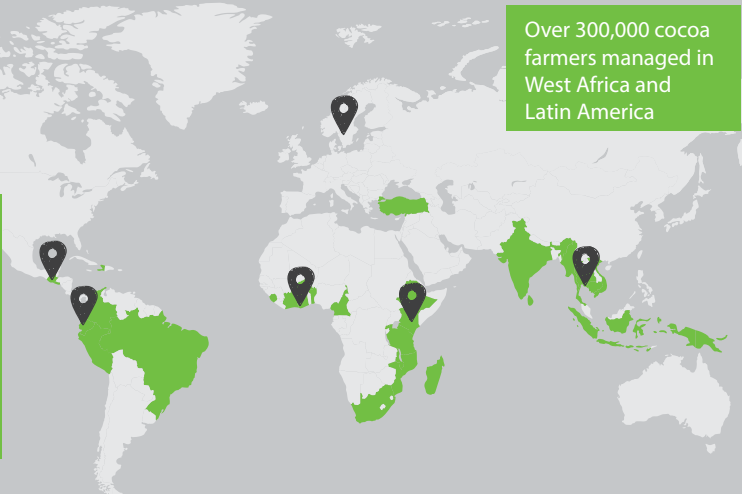 Over 300,000 cocoa
farmers managed in
West Africa and
Latin America